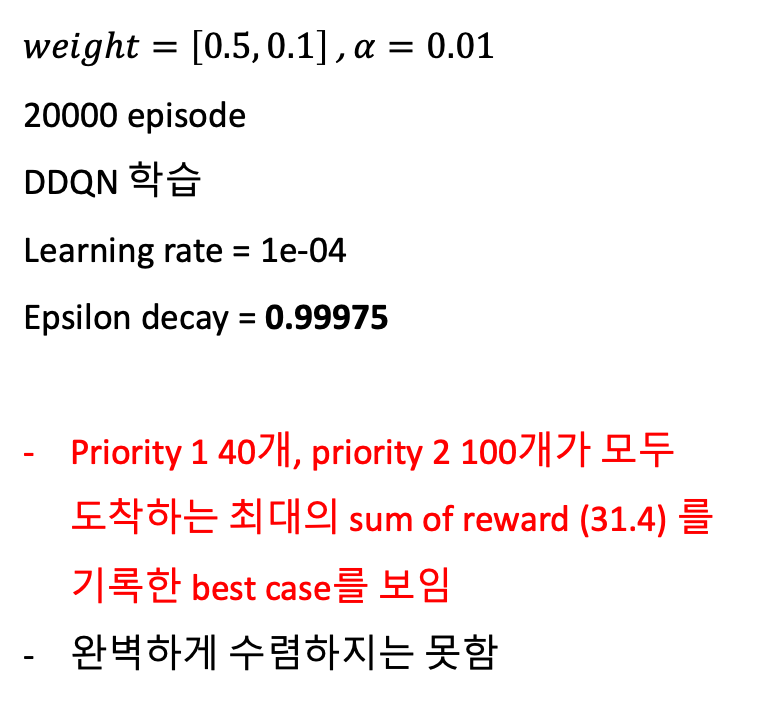 weight = [0.5, 0.1] , α = 0.01
20000 episode
DDQN 학습
Learning rate = 1e-04
Epsilon decay = 0.99975
- Priority 1 40개, priority 2 100개가 모두
도착하는 최대의 sum of reward (31.4) 를
기록한 best case를 보임
- 완벽하게 수렴하지는 못함